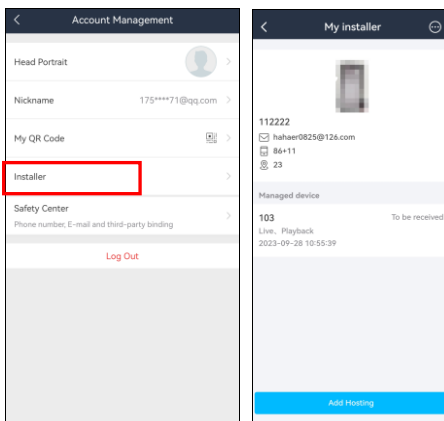 Account Management
Head Portrait
Nickname 175****71@qq.com
My QR Code
Installer
Safety Center
Phone number, E-mail and third-party binding
Log Out
My installer
112222
hahaer0825@126.com
86+11
23
Managed device
103 To be received
Live、Playback
2023-09-28 10:55:39
Add Hosting